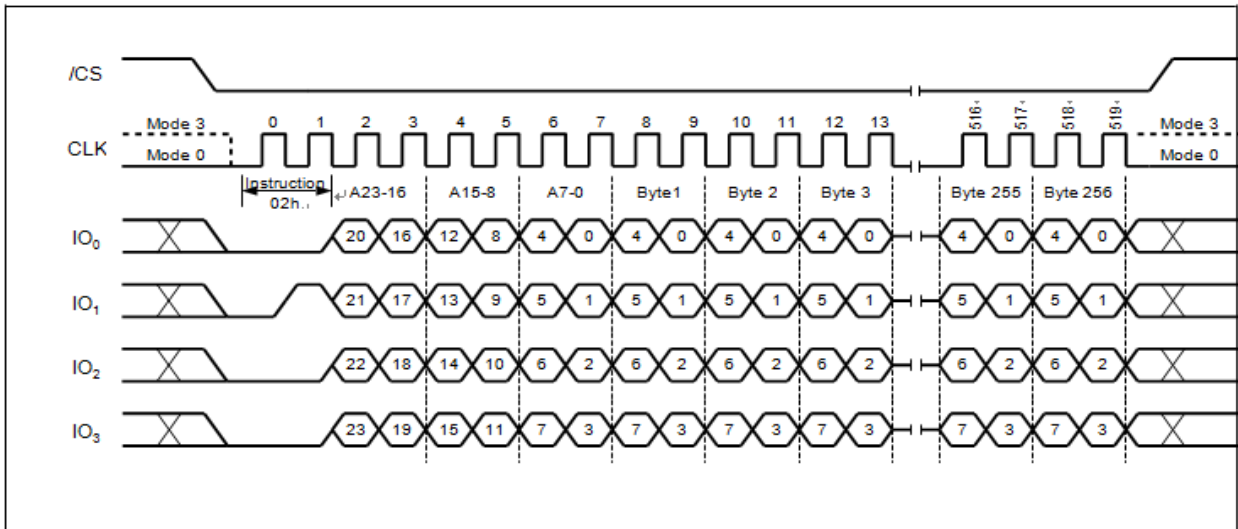 /CS
CLK
Mode 3
Mode 0
0 1 2 3 4 5 6 7 8 9 10 11 12 13 516 517 518 519
Mode 3
Mode 0
Instruction
02h.
A23-16 A15-8 A7-0 Byte1 Byte 2 Byte 3 Byte 255 Byte 256
IO0 20 16 12 8 4 0 4 0 4 0 4 0 4 0 4 0
IO1 21 17 13 9 5 1 5 1 5 1 5 1 5 1 5 1
IO2 22 18 14 10 6 2 6 2 6 2 6 2 6 2 6 2
IO3 23 19 15 11 7 3 7 3 7 3 7 3 7 3 7 3